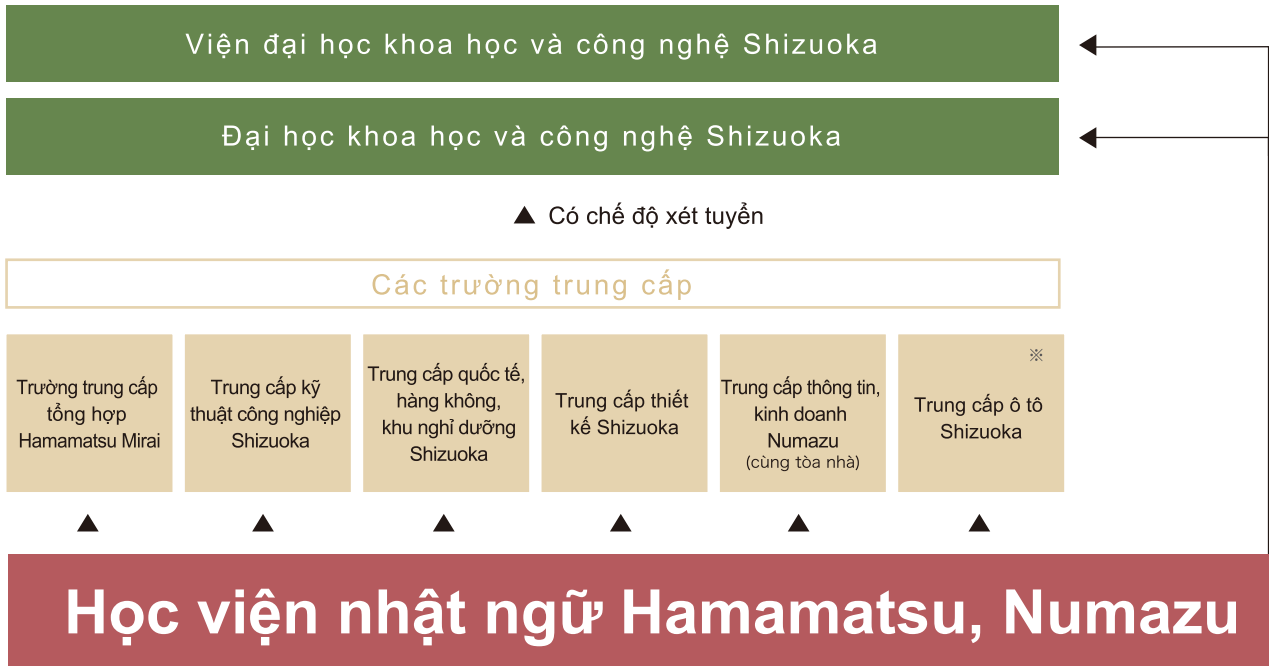 Viện đại học khoa học và công nghệ Shizuoka
Đại học khoa học và công nghệ Shizuoka
▲ Có chế độ xét tuyển
Các trường trung cấp
Trường trung cấp
tổng hợp
Hamamatsu Mirai
Trung cấp kỹ
thuật công nghiệp
Shizuoka
Trung cấp quốc tế,
hàng không,
khu nghỉ dưỡng
Shizuoka
Trung cấp thiết
kế Shizuoka
Trung cấp thông tin,
kinh doanh
Numazu
(cùng tòa nhà)
※
Trung cấp ô tô
Shizuoka
Học viện nhật ngữ Hamamatsu, Numazu